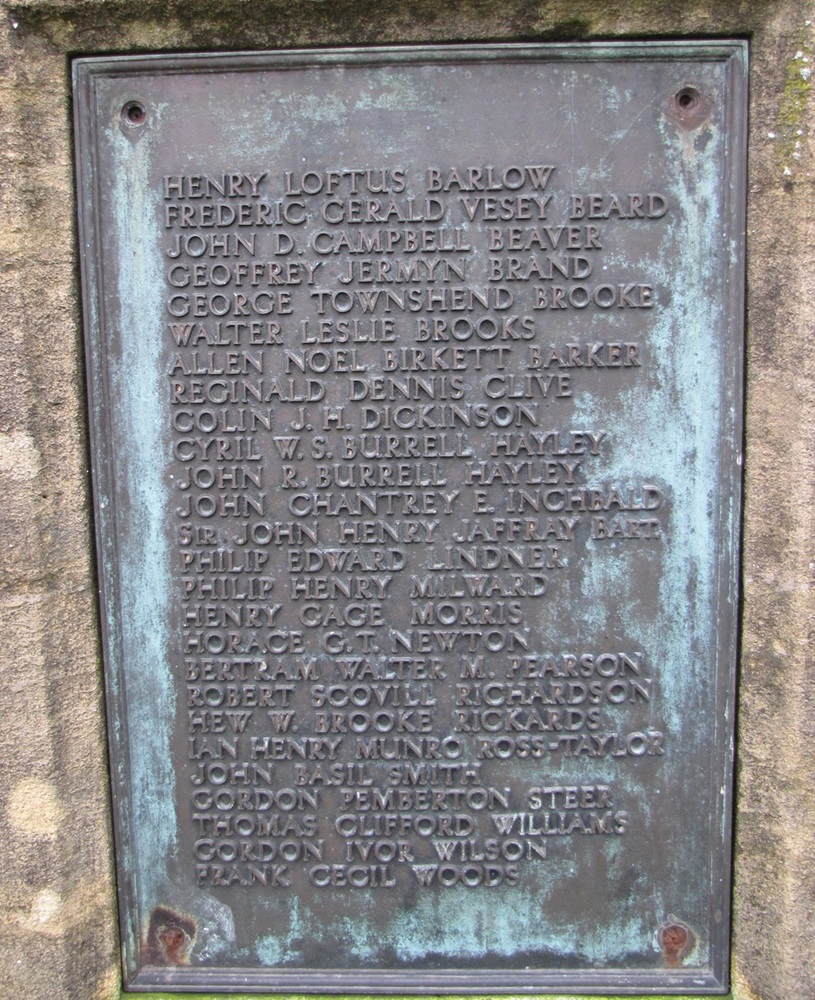 HENRY LOFTUS BARLOW
FREDERIC GERALD VESEY BEARD
JOHN D. CAMPBELL BEAVER
GEOFFREY JERMYN BRAND
GEORGE TOWNSHEND BROOKE
WALTER LESLIE BROOKS
ALLEN NOEL BIRKETT BARKER
REGINALD DENNIS CLIVE
COLIN J. H. DICKINSON
CYRIL W. S. BURRELL HAYLEY
JOHN R. BURRELL HAYLEY
JOHN CHANTREY E. INCHBALD
SIR JOHN HENRY JAFFRAY BART.
PHILIP EDWARD LINDNER
PHILIP HENRY MILWARD
HENRY GAGE MORRIS
HORACE G. T. NEWTON
BERTRAM WALTER M. PEARSON
ROBERT SCOVILL RICHARDSON
HEW W. BROOKE RICKARDS
IAN HENRY MUNRO ROSS-TAYLOR
JOHN BASIL SMITH
GORDON PEMBERTON STEER
THOMAS CLIFFORD WILLIAMS
GORDON IVOR WILSON
FRANK CECIL WOODS